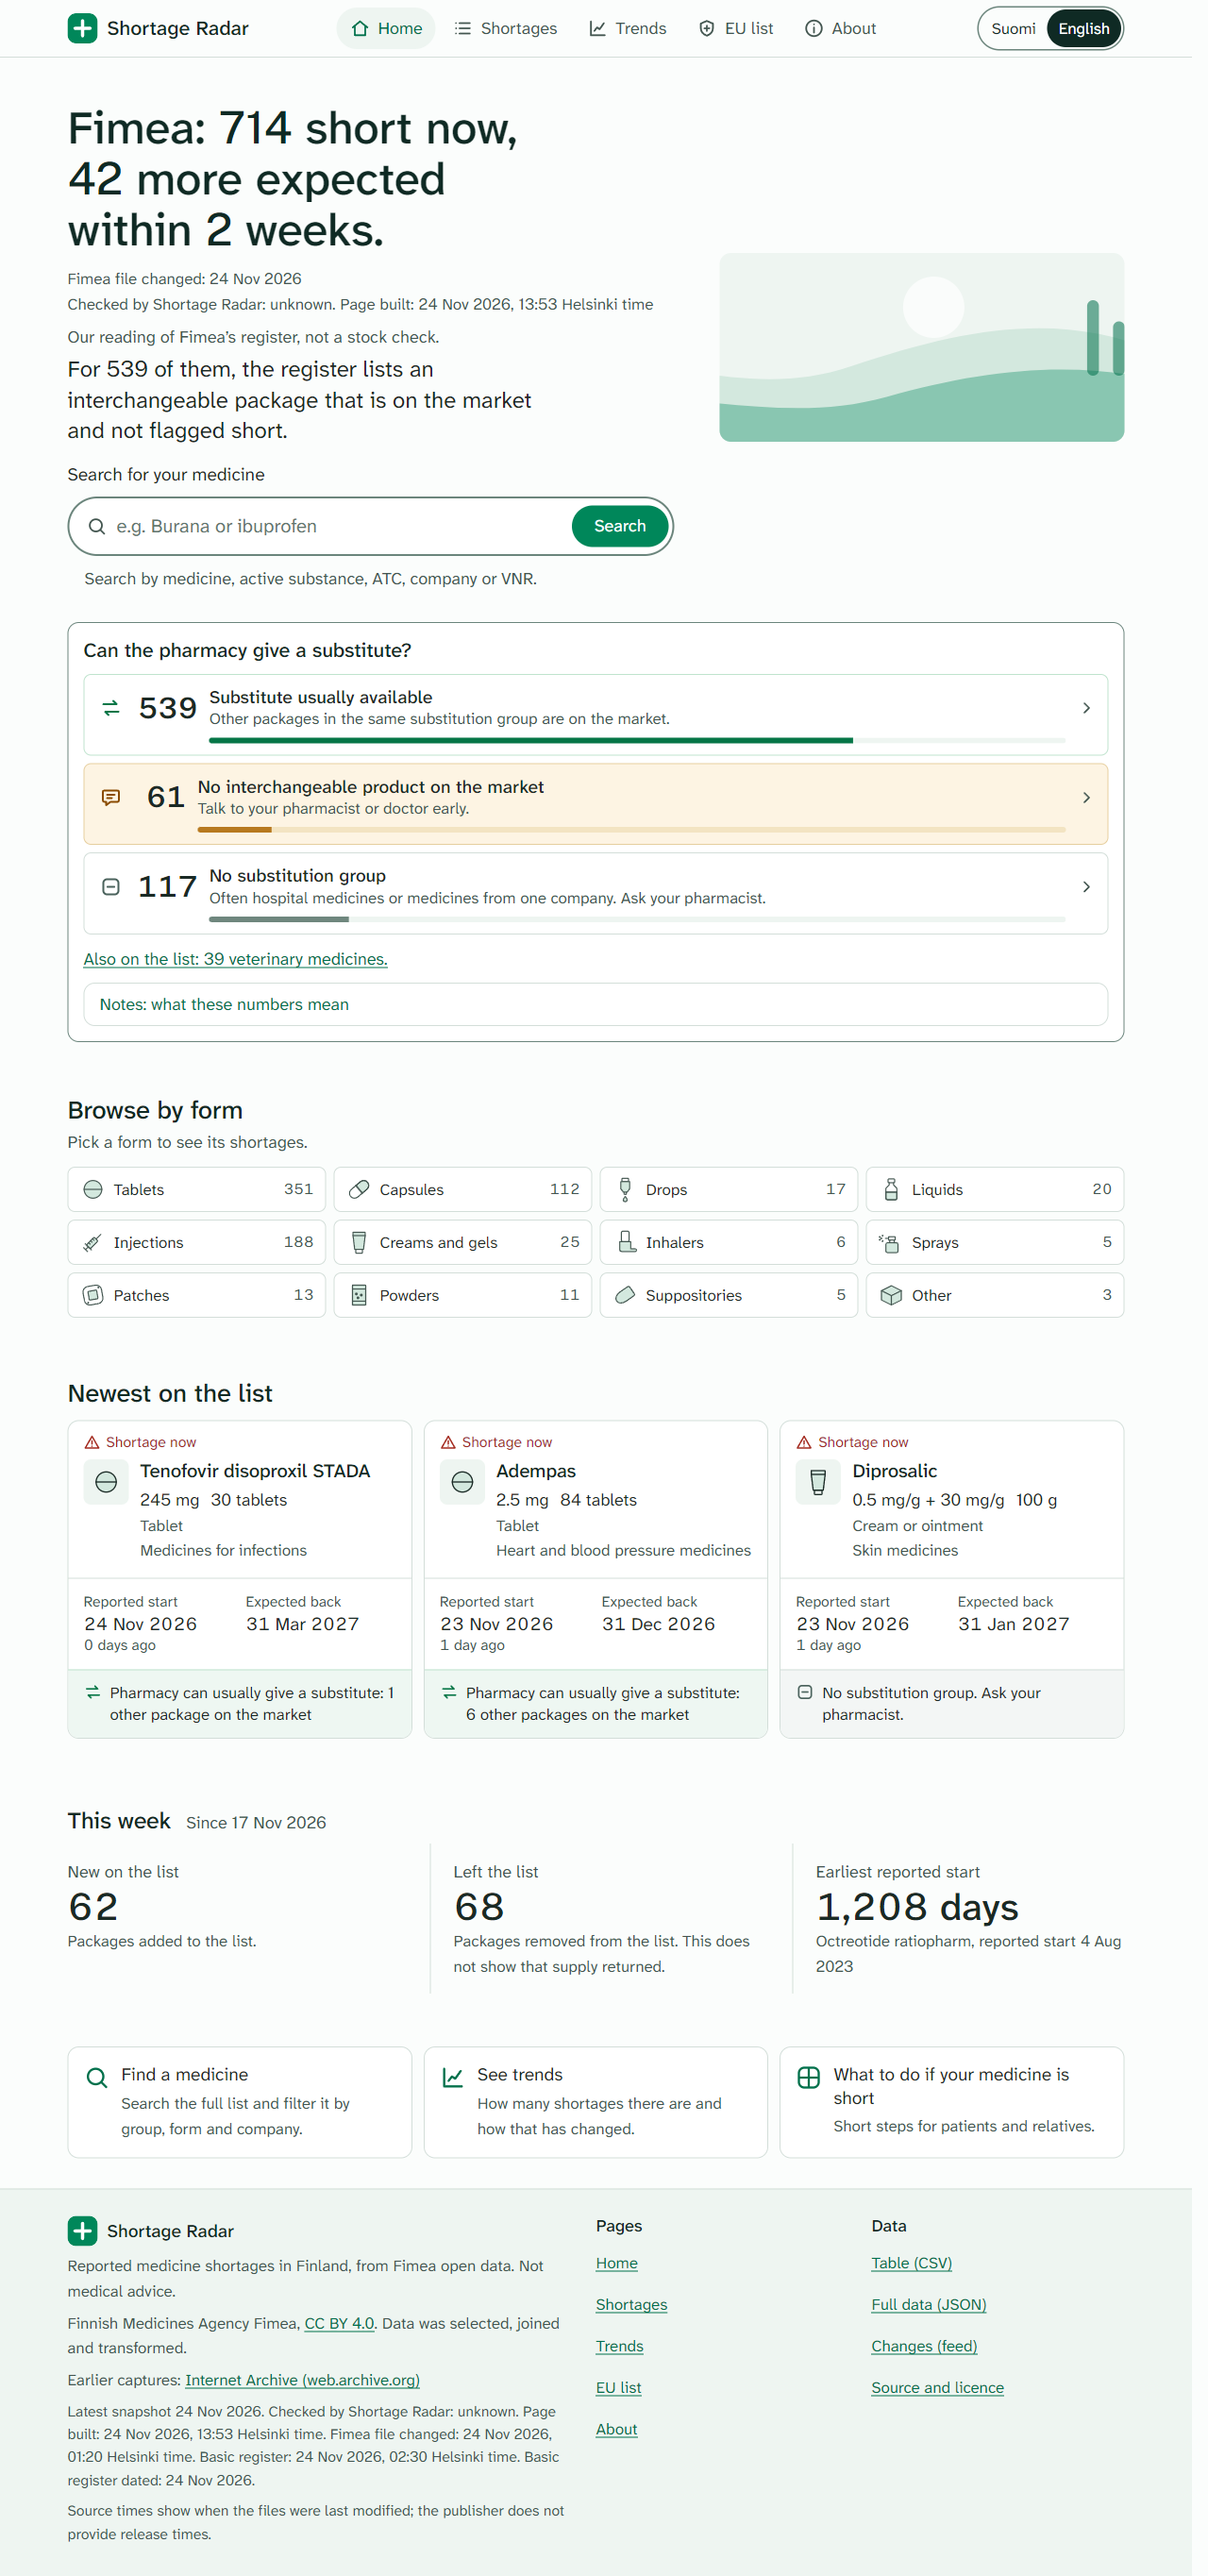 Shortage Radar
Home
Shortages
Trends
EU list
About
Suomi
English
Fimea: 714 short now,
42 more expected
within 2 weeks.
Fimea file changed: 24 Nov 2026
Checked by Shortage Radar: unknown. Page built: 24 Nov 2026, 13:53 Helsinki time
Our reading of Fimea’s register, not a stock check.
For 539 of them, the register lists an
interchangeable package that is on the market
and not flagged short.
Search for your medicine
e.g. Burana or ibuprofen
Search
Search by medicine, active substance, ATC, company or VNR.
Can the pharmacy give a substitute?
539
Substitute usually available
Other packages in the same substitution group are on the market.
61
No interchangeable product on the market
Talk to your pharmacist or doctor early.
117
No substitution group
Often hospital medicines or medicines from one company. Ask your pharmacist.
Also on the list: 39 veterinary medicines.
Notes: what these numbers mean
Browse by form
Pick a form to see its shortages.
Tablets 351
Capsules 112
Drops 17
Liquids 20
Injections 188
Creams and gels 25
Inhalers 6
Sprays 5
Patches 13
Powders 11
Suppositories 5
Other 3
Newest on the list
Shortage now
Tenofovir disoproxil STADA
245 mg 30 tablets
Tablet
Medicines for infections
Reported start
24 Nov 2026
0 days ago
Expected back
31 Mar 2027
Pharmacy can usually give a substitute: 1
other package on the market
Shortage now
Adempas
2.5 mg 84 tablets
Tablet
Heart and blood pressure medicines
Reported start
23 Nov 2026
1 day ago
Expected back
31 Dec 2026
Pharmacy can usually give a substitute:
6 other packages on the market
Shortage now
Diprosalic
0.5 mg/g + 30 mg/g 100 g
Cream or ointment
Skin medicines
Reported start
23 Nov 2026
1 day ago
Expected back
31 Jan 2027
No substitution group. Ask your
pharmacist.
This week Since 17 Nov 2026
New on the list
62
Packages added to the list.
Left the list
68
Packages removed from the list. This does
not show that supply returned.
Earliest reported start
1,208 days
Octreotide ratiopharm, reported start 4 Aug
2023
Find a medicine
Search the full list and filter it by
group, form and company.
See trends
How many shortages there are and
how that has changed.
What to do if your medicine is
short
Short steps for patients and relatives.
Shortage Radar
Reported medicine shortages in Finland, from Fimea open data. Not
medical advice.
Finnish Medicines Agency Fimea, CC BY 4.0. Data was selected, joined
and transformed.
Earlier captures: Internet Archive (web.archive.org)
Latest snapshot 24 Nov 2026. Checked by Shortage Radar: unknown. Page
built: 24 Nov 2026, 13:53 Helsinki time. Fimea file changed: 24 Nov 2026,
01:20 Helsinki time. Basic register: 24 Nov 2026, 02:30 Helsinki time. Basic
register dated: 24 Nov 2026.
Source times show when the files were last modified; the publisher does not
provide release times.
Pages
Home
Shortages
Trends
EU list
About
Data
Table (CSV)
Full data (JSON)
Changes (feed)
Source and licence